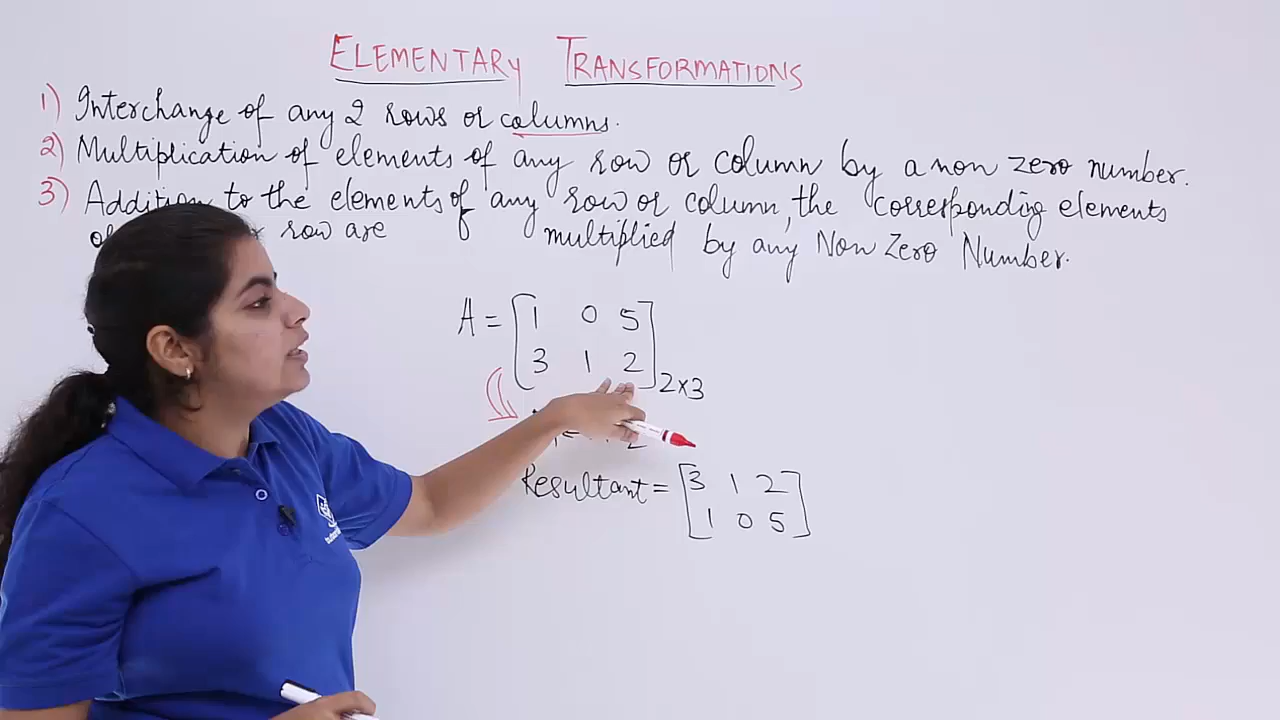 ELEMENTARY TRANSFORMATIONS
1) Interchange of any 2 rows or columns.
2) Multiplication of elements of any row or column by a non zero number.
3) Addition to the elements of any row or column, the corresponding elements
row are multiplied by any Non Zero Number.
A = [1 0 5
3 1 2] 2×3
Resultant = [3 1 2
1 0 5]